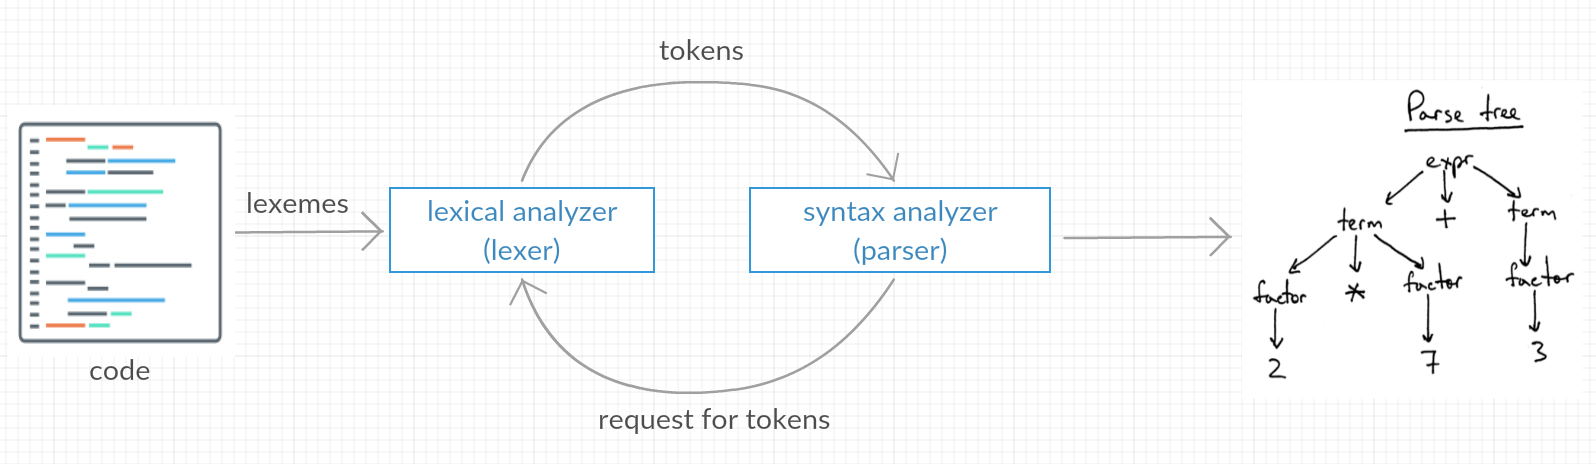 tokens
lexemes
code
lexical analyzer
(lexer)
syntax analyzer
(parser)
request for tokens
Parse tree
expr
term + term
factor * factor factor
2 7 3